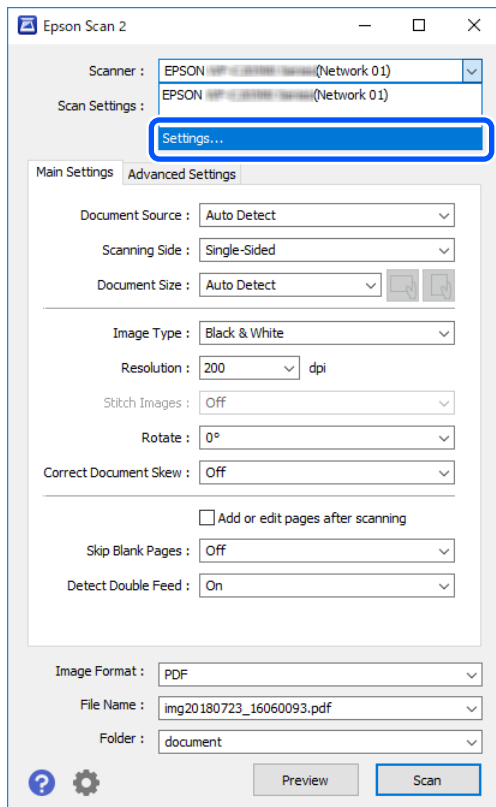 Epson Scan 2
Scanner : EPSON (Network 01)
EPSON (Network 01)
Scan Settings :
Settings...
Main Settings Advanced Settings
Document Source : Auto Detect
Scanning Side : Single-Sided
Document Size : Auto Detect
Image Type : Black & White
Resolution : 200 dpi
Stitch Images : Off
Rotate : 0°
Correct Document Skew : Off
Add or edit pages after scanning
Skip Blank Pages : Off
Detect Double Feed : On
Image Format : PDF
File Name : img20180723_16060093.pdf
Folder : document
? Preview Scan